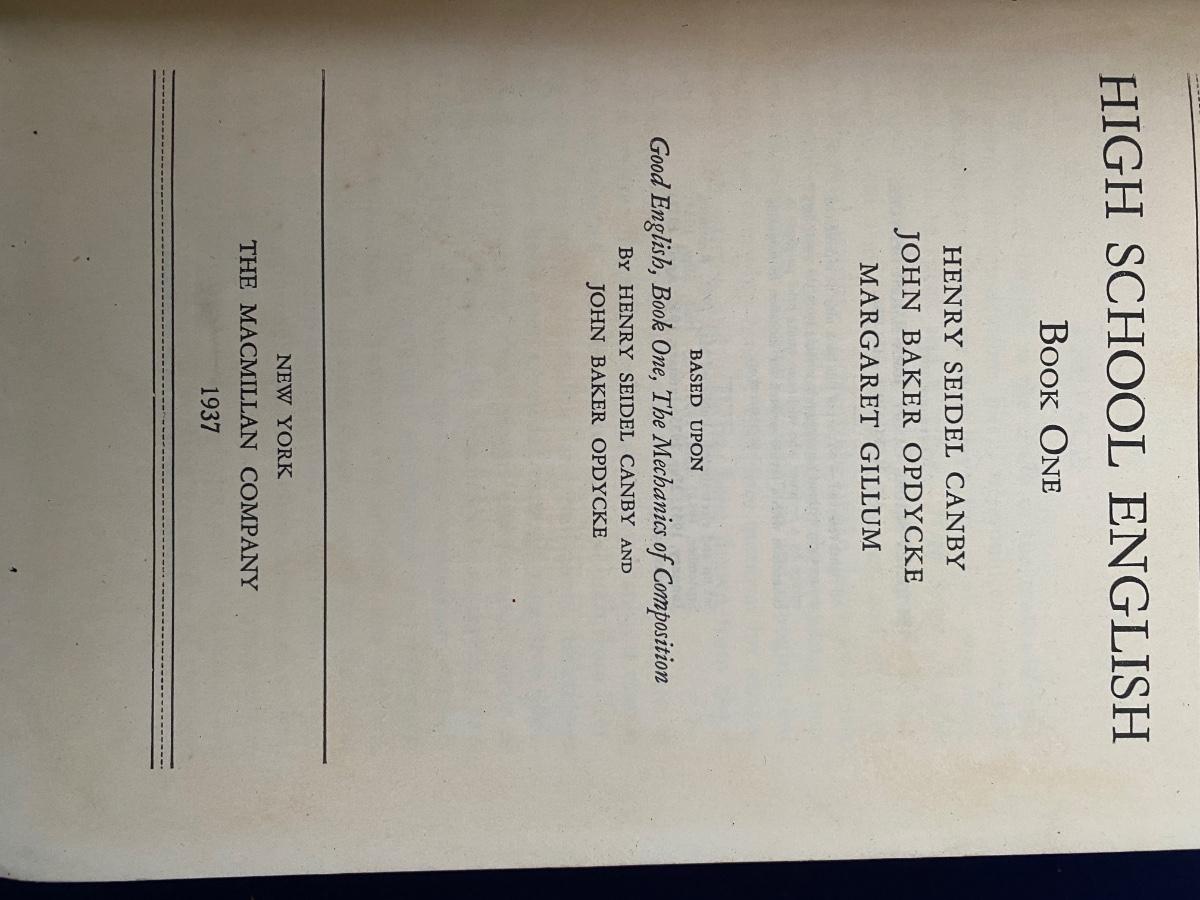 HIGH SCHOOL ENGLISH
BOOK ONE
HENRY SEIDEL CANBY
JOHN BAKER OPDYCKE
MARGARET GILLUM
BASED UPON
Good English, Book One, The Mechanics of Composition
BY HENRY SEIDEL CANBY AND
JOHN BAKER OPDYCKE
NEW YORK
THE MACMILLAN COMPANY
1937